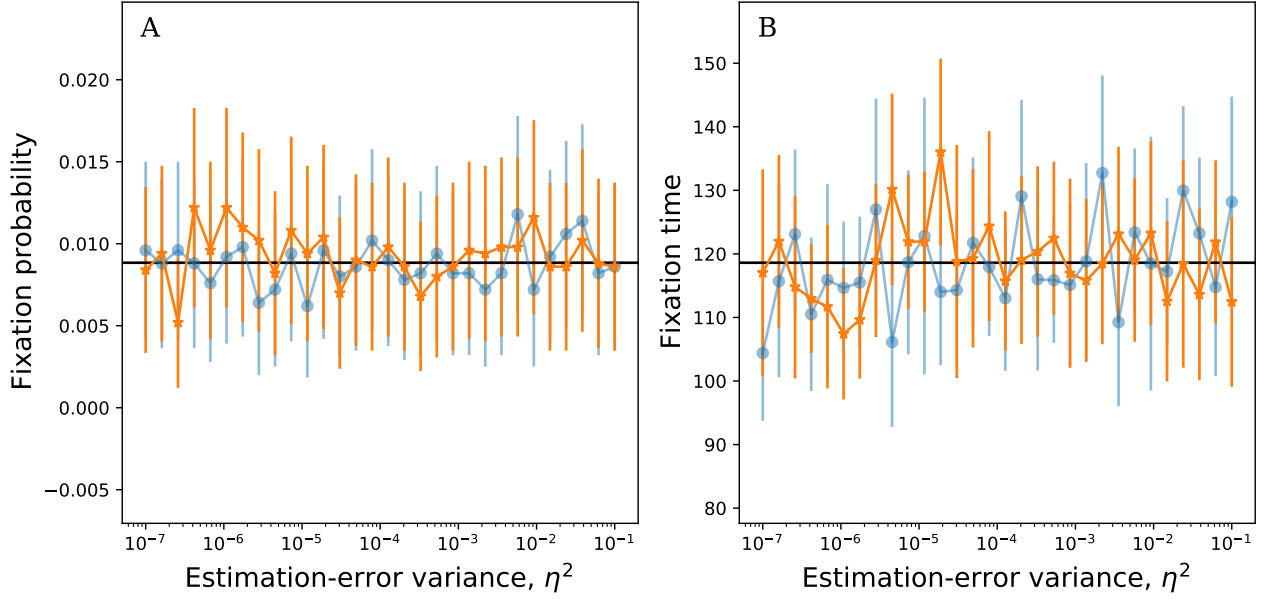 A
Fixation probability
0.020
0.015
0.010
0.005
0.000
−0.005
10⁻⁷ 10⁻⁶ 10⁻⁵ 10⁻⁴ 10⁻³ 10⁻² 10⁻¹
Estimation-error variance, η²
B
Fixation time
150
140
130
120
110
100
90
80
10⁻⁷ 10⁻⁶ 10⁻⁵ 10⁻⁴ 10⁻³ 10⁻² 10⁻¹
Estimation-error variance, η²